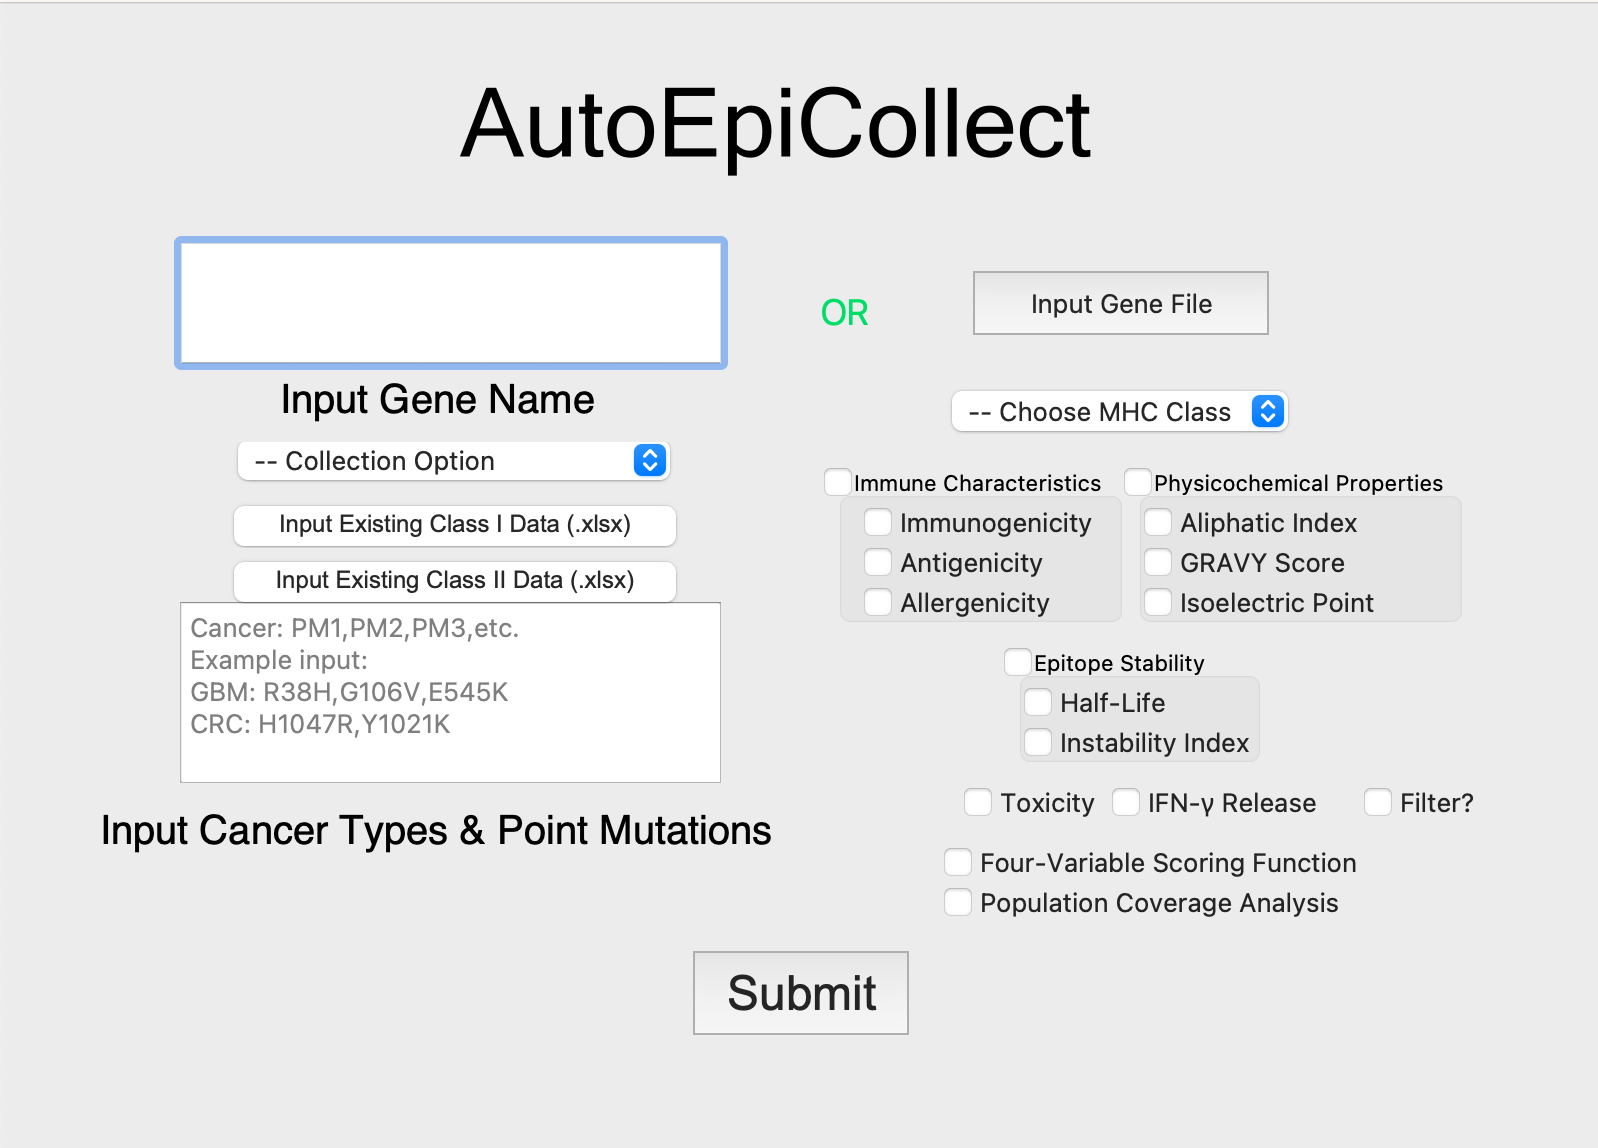 AutoEpiCollect
OR
Input Gene File
Input Gene Name
-- Choose MHC Class
-- Collection Option
Input Existing Class I Data (.xlsx)
Input Existing Class II Data (.xlsx)
Cancer: PM1,PM2,PM3,etc.
Example input:
GBM: R38H,G106V,E545K
CRC: H1047R,Y1021K
Input Cancer Types & Point Mutations
Immune Characteristics
Immunogenicity
Antigenicity
Allergenicity
Physicochemical Properties
Aliphatic Index
GRAVY Score
Isoelectric Point
Epitope Stability
Half-Life
Instability Index
Toxicity IFN-γ Release Filter?
Four-Variable Scoring Function
Population Coverage Analysis
Submit